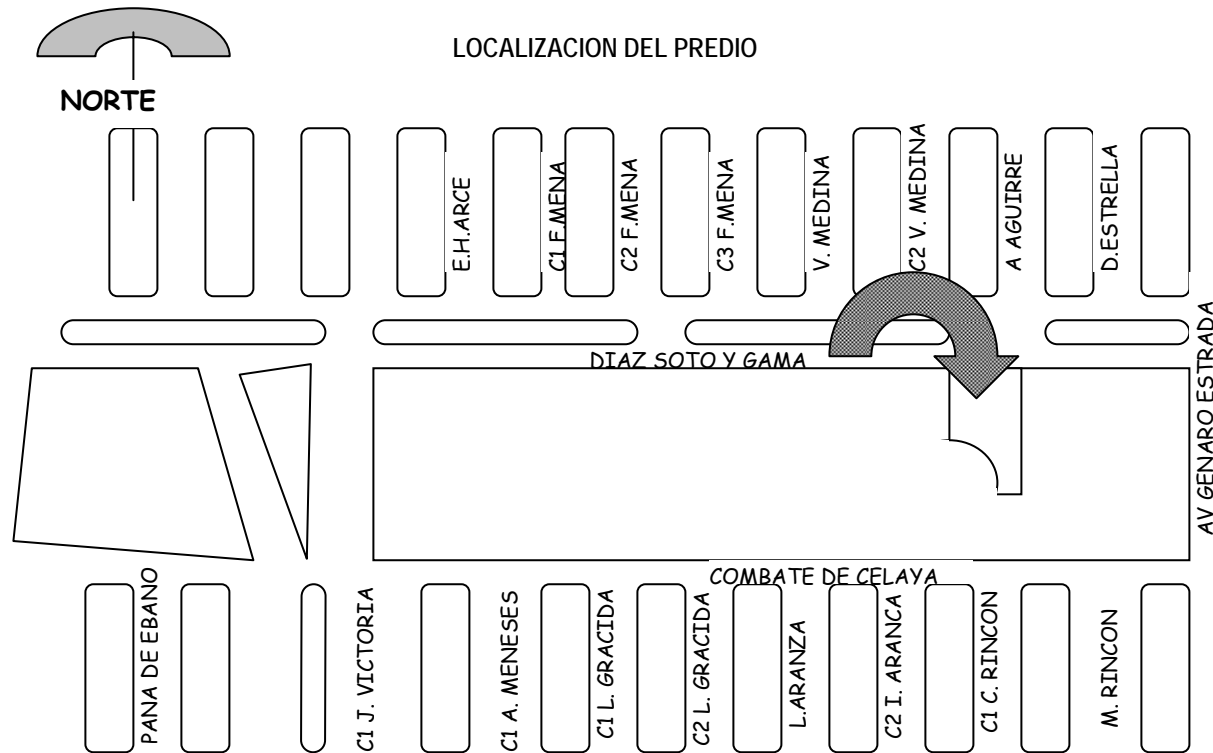 LOCALIZACION DEL PREDIO
NORTE
E.H.ARCE
C1 F.MENA
C2 F.MENA
C3 F.MENA
V. MEDINA
C2 V. MEDINA
A AGUIRRE
D.ESTRELLA
DIAZ SOTO Y GAMA
AV GENARO ESTRADA
COMBATE DE CELAYA
PANA DE EBANO
C1 J. VICTORIA
C1 A. MENESES
C1 L. GRACIDA
C2 L. GRACIDA
L.ARANZA
C2 I. ARANCA
C1 C. RINCON
M. RINCON